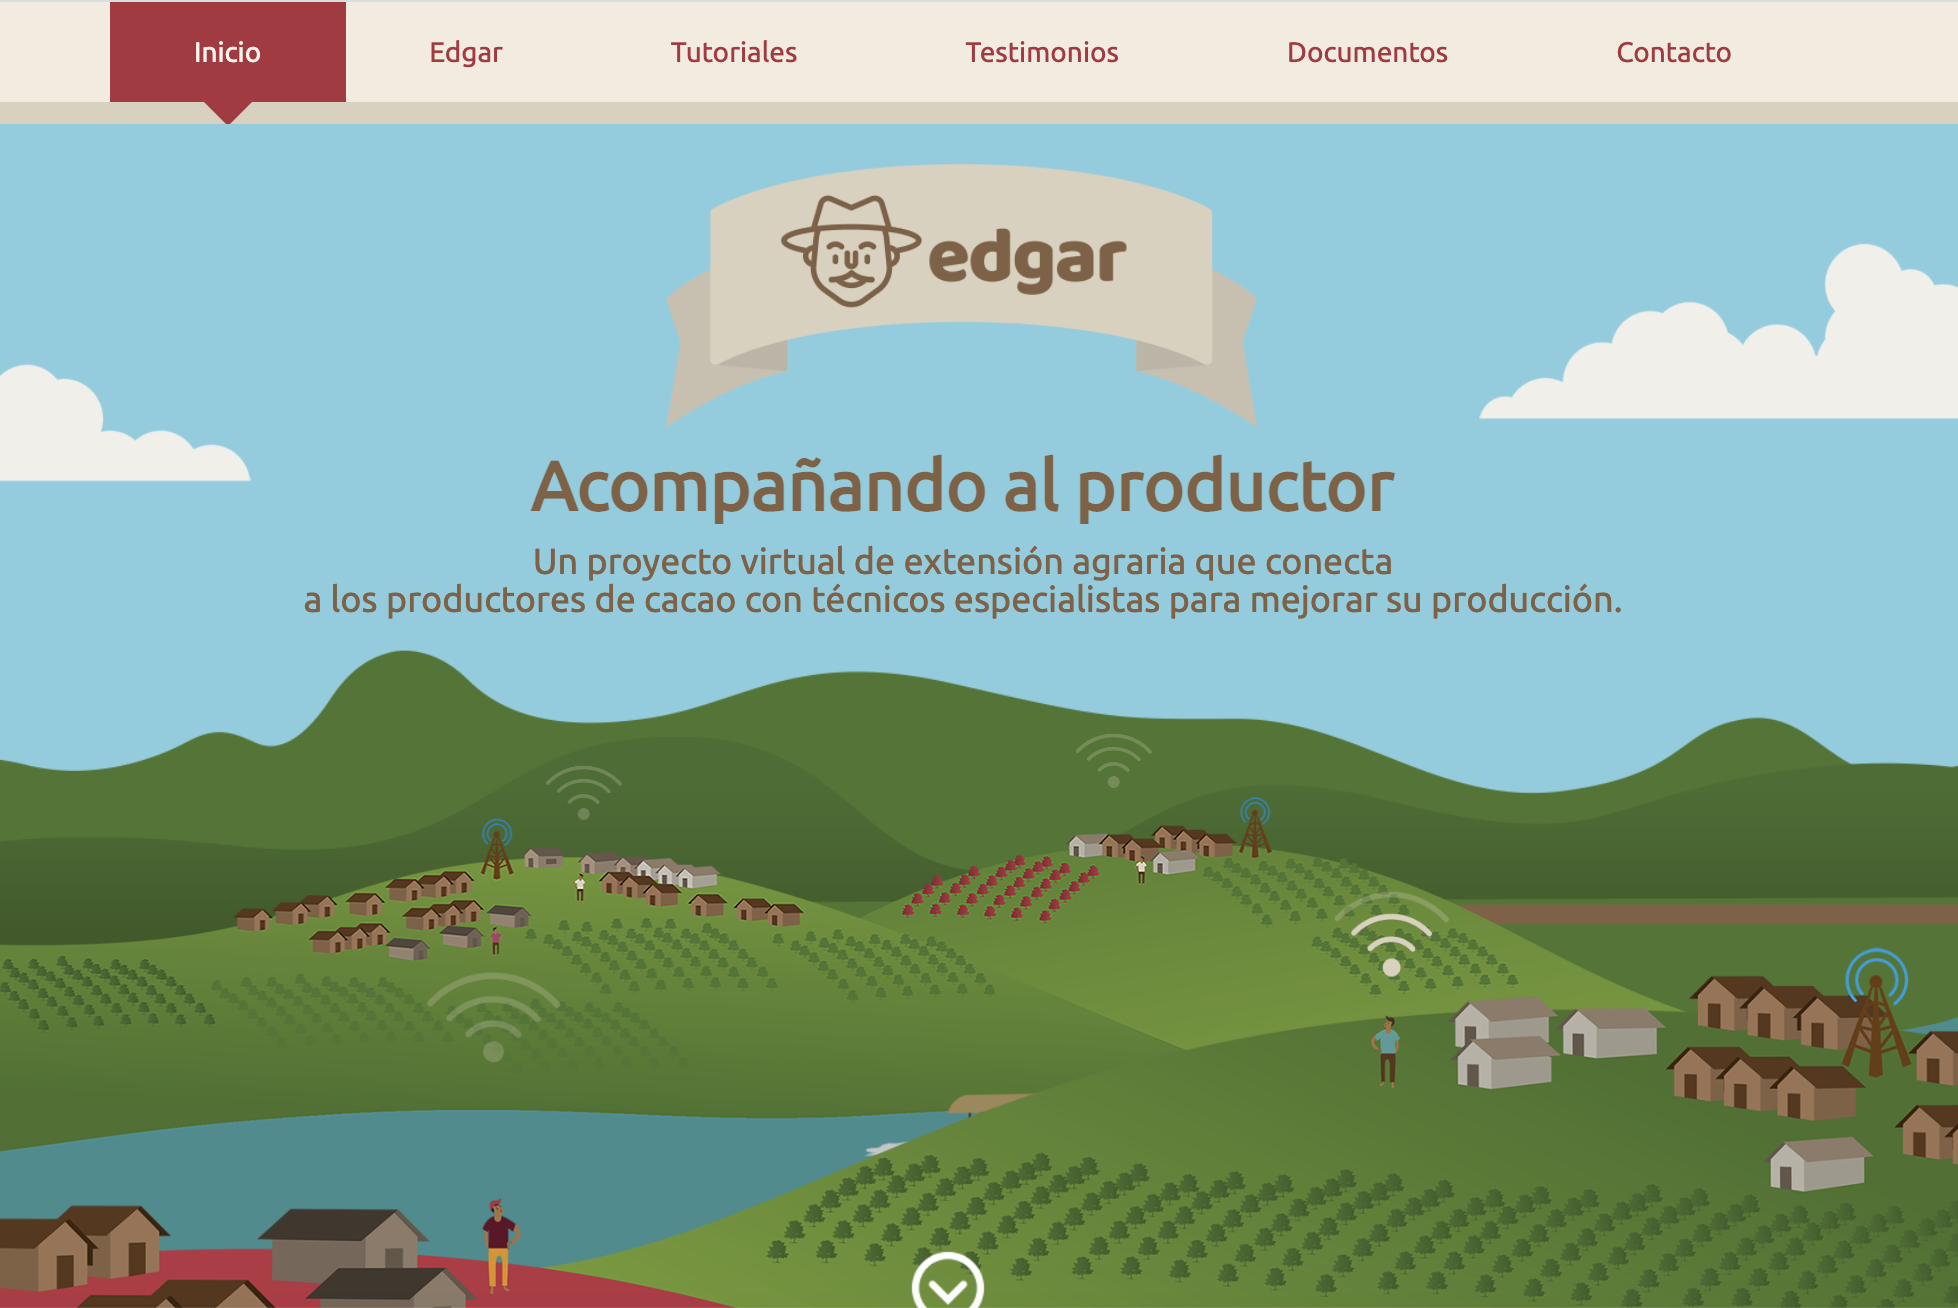 Inicio
Edgar
Tutoriales
Testimonios
Documentos
Contacto
edgar
Acompañando al productor
Un proyecto virtual de extensión agraria que conecta
a los productores de cacao con técnicos especialistas para mejorar su producción.